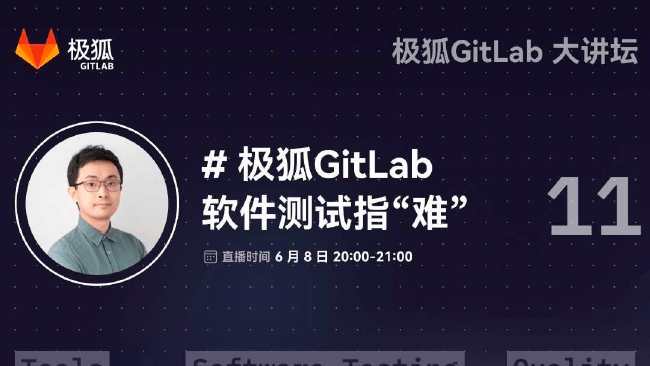 极狐
GITLAB
极狐GitLab 大讲坛
# 极狐GitLab
软件测试指“难”
11
直播时间 6 月 8 日 20:00-21:00
Tools Software Testing Quality